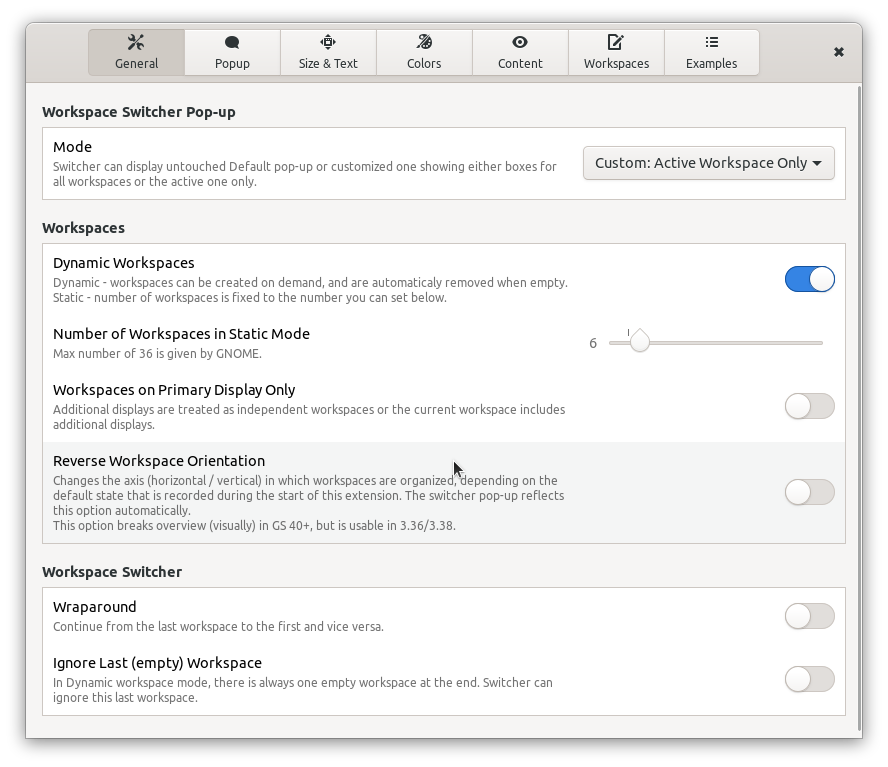 General
Popup
Size & Text
Colors
Content
Workspaces
Examples
Workspace Switcher Pop-up
Mode
Switcher can display untouched Default pop-up or customized one showing either boxes for
all workspaces or the active one only.
Custom: Active Workspace Only
Workspaces
Dynamic Workspaces
Dynamic - workspaces can be created on demand, and are automaticaly removed when empty.
Static - number of workspaces is fixed to the number you can set below.
Number of Workspaces in Static Mode
Max number of 36 is given by GNOME.
6
Workspaces on Primary Display Only
Additional displays are treated as independent workspaces or the current workspace includes
additional displays.
Reverse Workspace Orientation
Changes the axis (horizontal / vertical) in which workspaces are organized, depending on the
default state that is recorded during the start of this extension. The switcher pop-up reflects
this option automatically.
This option breaks overview (visually) in GS 40+, but is usable in 3.36/3.38.
Workspace Switcher
Wraparound
Continue from the last workspace to the first and vice versa.
Ignore Last (empty) Workspace
In Dynamic workspace mode, there is always one empty workspace at the end. Switcher can
ignore this last workspace.